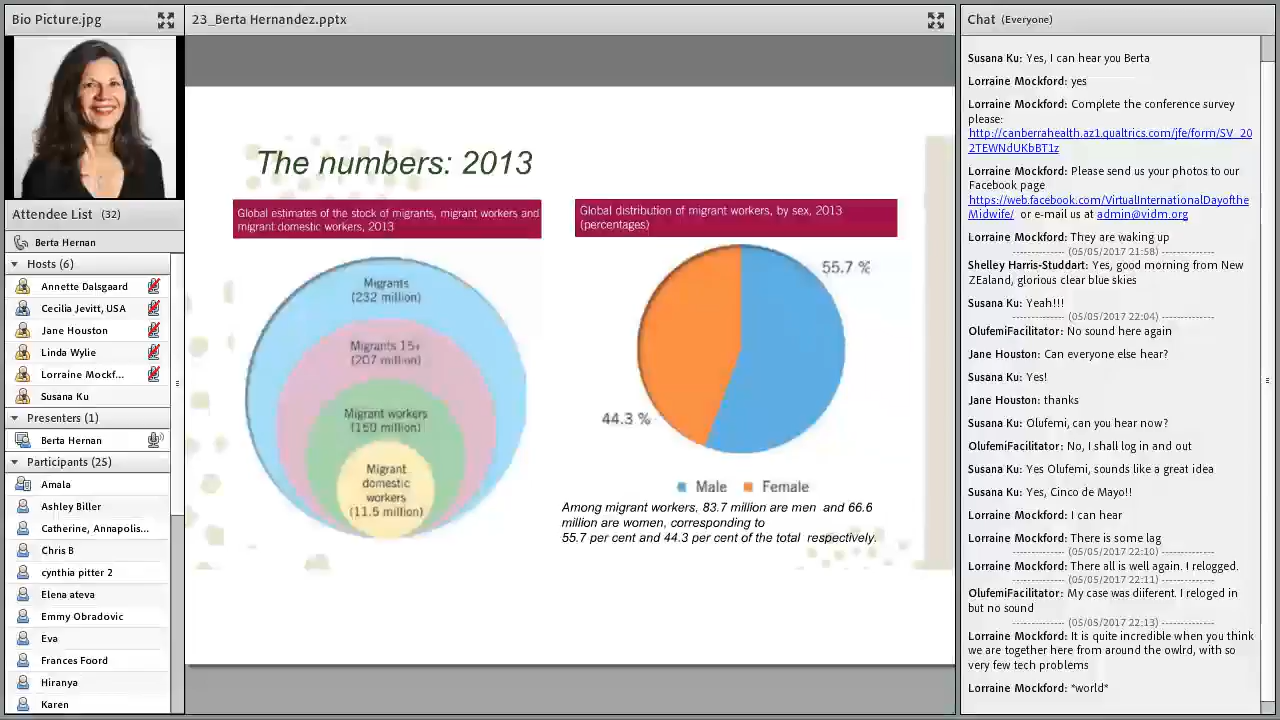 Bio Picture.jpg
Attendee List (32)
Berta Hernan
Hosts (6)
Annette Dalsgaard
Cecilia Jevitt, USA
Jane Houston
Linda Wylie
Lorraine Mockf...
Susana Ku
Presenters (1)
Berta Hernan
Participants (25)
Amala
Ashley Biller
Catherine, Annapolis...
Chris B
cynthia pitter 2
Elena ateva
Emmy Obradovic
Eva
Frances Foord
Hiranya
Karen
23_Berta Hernandez.pptx
The numbers: 2013
Global estimates of the stock of migrants, migrant workers and
migrant domestic workers, 2013
Migrants
(232 million)
Migrants 15+
(207 million)
Migrant workers
(150 million)
Migrant
domestic
workers
(11.5 million)
Global distribution of migrant workers, by sex, 2013
(percentages)
55.7 %
44.3 %
Male Female
Among migrant workers, 83.7 million are men and 66.6
million are women, corresponding to
55.7 per cent and 44.3 per cent of the total respectively.
Chat (Everyone)
Susana Ku: Yes, I can hear you Berta
Lorraine Mockford: yes
Lorraine Mockford: Complete the conference survey
please:
http://canberrahealth.az1.qualtrics.com/jfe/form/SV_20
2TEWNdUKbBT1z
Lorraine Mockford: Please send us your photos to our
Facebook page
https://web.facebook.com/VirtualInternationalDayofthe
Midwife/ or e-mail us at admin@vidm.org
Lorraine Mockford: They are waking up
--------------- (05/05/2017 21:58) ---------------
Shelley Harris-Studdart: Yes, good morning from New
ZEaland, glorious clear blue skies
Susana Ku: Yeah!!!
--------------- (05/05/2017 22:04) ---------------
OlufemiFacilitator: No sound here again
Jane Houston: Can everyone else hear?
Susana Ku: Yes!
Jane Houston: thanks
Susana Ku: Olufemi, can you hear now?
OlufemiFacilitator: No, I shall log in and out
Susana Ku: Yes Olufemi, sounds like a great idea
Susana Ku: Yes, Cinco de Mayo!!
Lorraine Mockford: I can hear
Lorraine Mockford: There is some lag
--------------- (05/05/2017 22:10) ---------------
Lorraine Mockford: There all is well again. I relogged.
--------------- (05/05/2017 22:11) ---------------
OlufemiFacilitator: My case was diifferent. I reloged in
but no sound
--------------- (05/05/2017 22:13) ---------------
Lorraine Mockford: It is quite incredible when you think
we are together here from around the owlrd, with so
very few tech problems
Lorraine Mockford: *world*